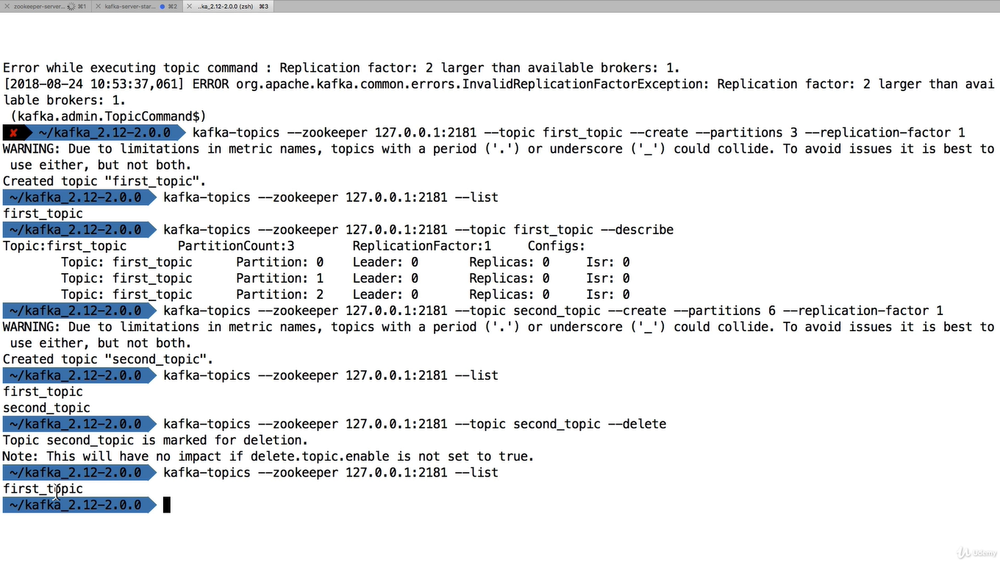 zookeeper-server... ⌘1 kafka-server-star... ⌘2 ..ka_2.12-2.0.0 (zsh) ⌘3
Error while executing topic command : Replication factor: 2 larger than available brokers: 1.
[2018-08-24 10:53:37,061] ERROR org.apache.kafka.common.errors.InvalidReplicationFactorException: Replication factor: 2 larger than avai
lable brokers: 1.
(kafka.admin.TopicCommand$)
✘ ~/kafka_2.12-2.0.0 kafka-topics --zookeeper 127.0.0.1:2181 --topic first_topic --create --partitions 3 --replication-factor 1
WARNING: Due to limitations in metric names, topics with a period ('.') or underscore ('_') could collide. To avoid issues it is best to
use either, but not both.
Created topic "first_topic".
~/kafka_2.12-2.0.0 kafka-topics --zookeeper 127.0.0.1:2181 --list
first_topic
~/kafka_2.12-2.0.0 kafka-topics --zookeeper 127.0.0.1:2181 --topic first_topic --describe
Topic:first_topic PartitionCount:3 ReplicationFactor:1 Configs:
Topic: first_topic Partition: 0 Leader: 0 Replicas: 0 Isr: 0
Topic: first_topic Partition: 1 Leader: 0 Replicas: 0 Isr: 0
Topic: first_topic Partition: 2 Leader: 0 Replicas: 0 Isr: 0
~/kafka_2.12-2.0.0 kafka-topics --zookeeper 127.0.0.1:2181 --topic second_topic --create --partitions 6 --replication-factor 1
WARNING: Due to limitations in metric names, topics with a period ('.') or underscore ('_') could collide. To avoid issues it is best to
use either, but not both.
Created topic "second_topic".
~/kafka_2.12-2.0.0 kafka-topics --zookeeper 127.0.0.1:2181 --list
first_topic
second_topic
~/kafka_2.12-2.0.0 kafka-topics --zookeeper 127.0.0.1:2181 --topic second_topic --delete
Topic second_topic is marked for deletion.
Note: This will have no impact if delete.topic.enable is not set to true.
~/kafka_2.12-2.0.0 kafka-topics --zookeeper 127.0.0.1:2181 --list
first_topic
~/kafka_2.12-2.0.0
Udemy